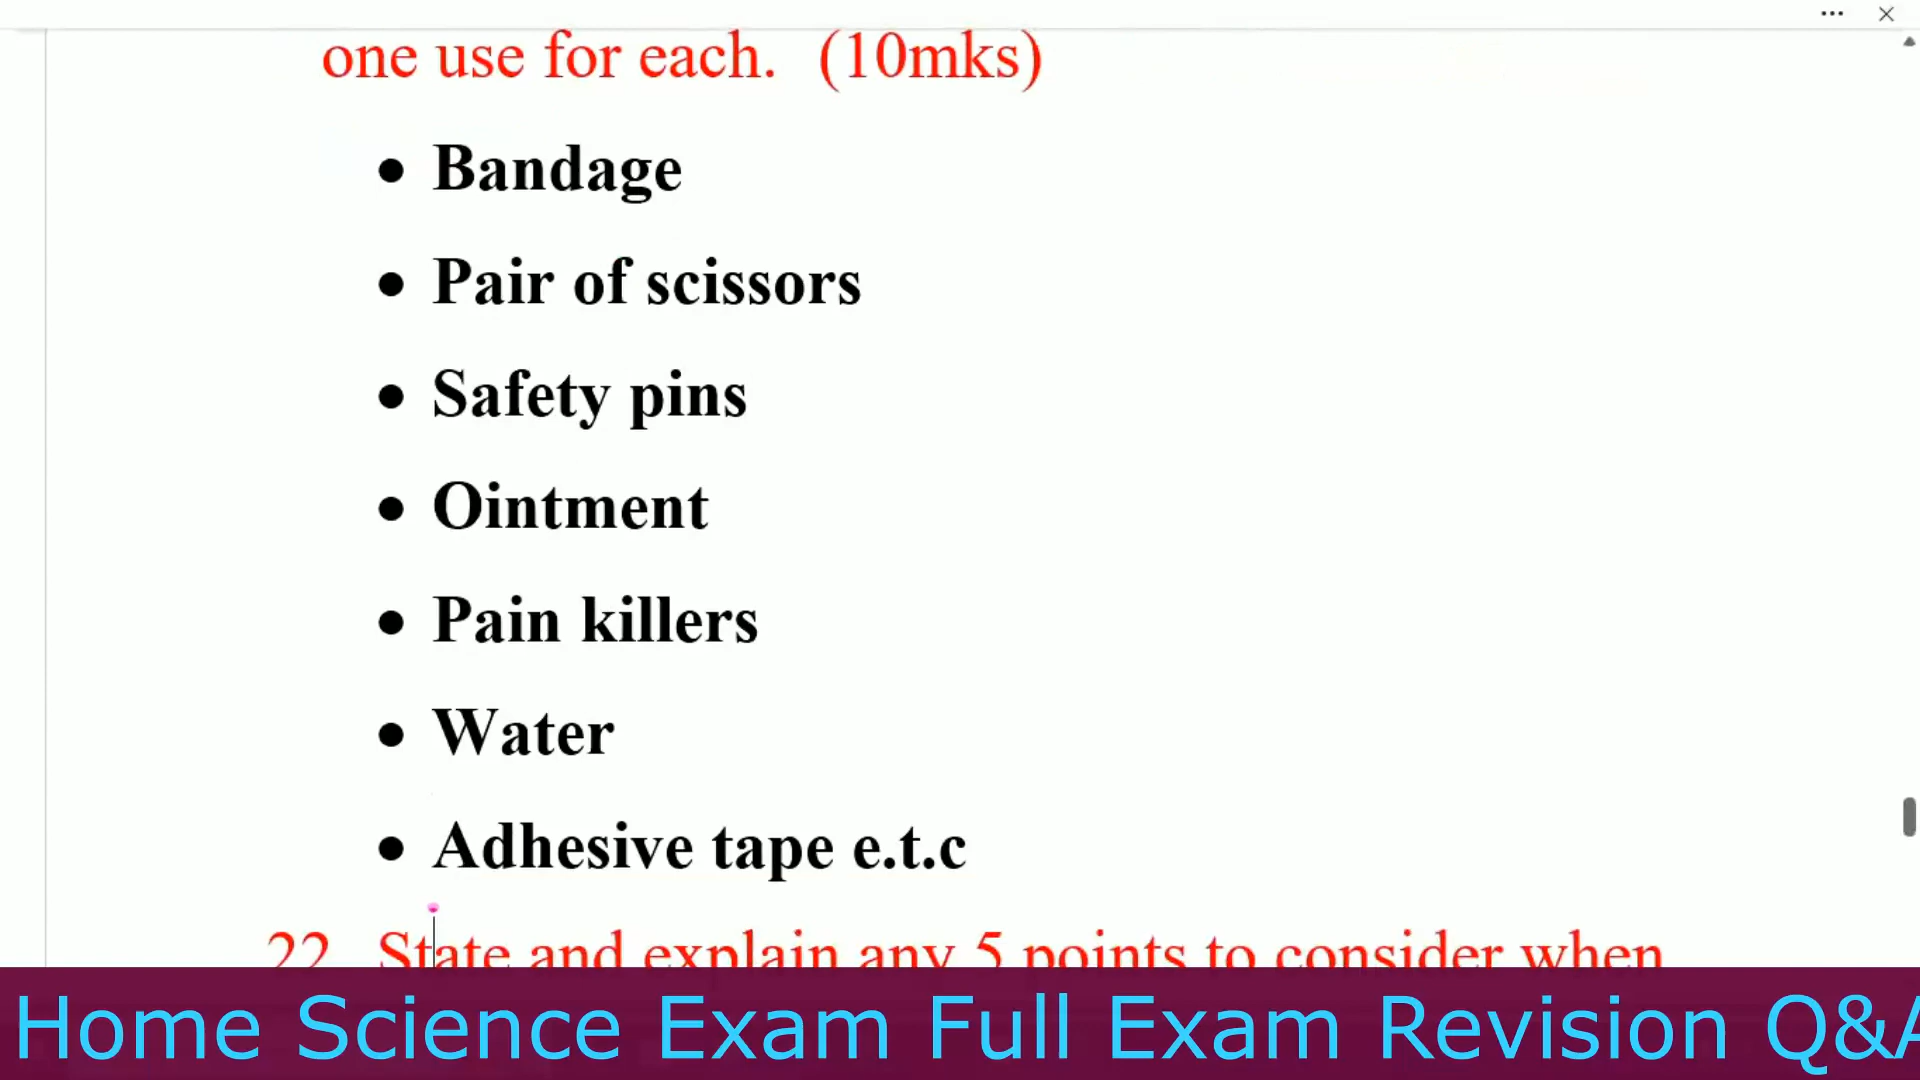 one use for each. (10mks)
• Bandage
• Pair of scissors
• Safety pins
• Ointment
• Pain killers
• Water
• Adhesive tape e.t.c
22. State and explain any 5 points to consider when
Home Science Exam Full Exam Revision Q&A